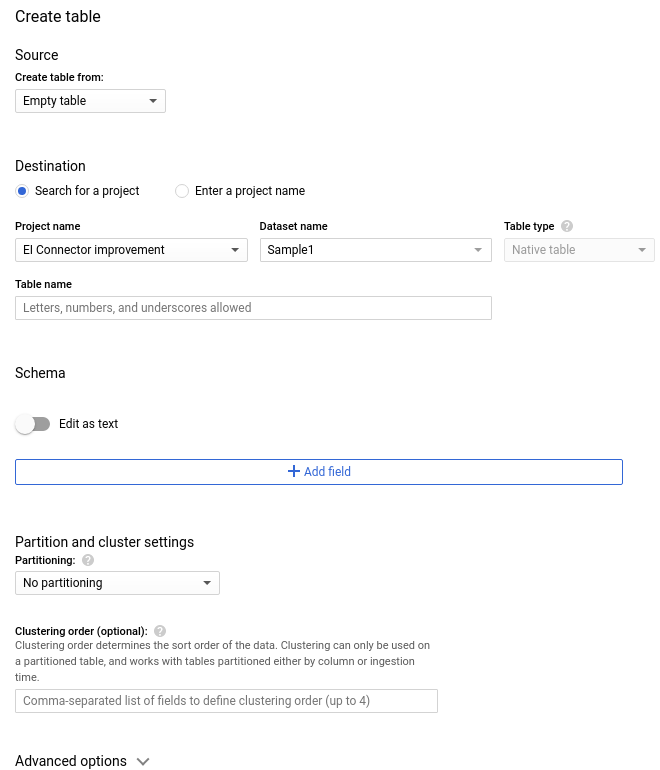 Create table
Source
Create table from:
Empty table
Destination
Search for a project
Enter a project name
Project name
Dataset name
Table type ?
EI Connector improvement
Sample1
Native table
Table name
Letters, numbers, and underscores allowed
Schema
Edit as text
+ Add field
Partition and cluster settings
Partitioning: ?
No partitioning
Clustering order (optional): ?
Clustering order determines the sort order of the data. Clustering can only be used on
a partitioned table, and works with tables partitioned either by column or ingestion
time.
Comma-separated list of fields to define clustering order (up to 4)
Advanced options